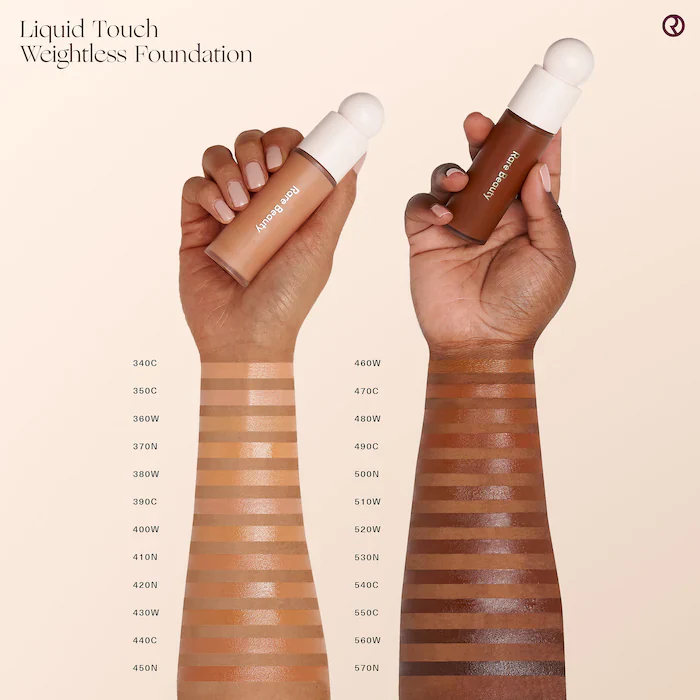 Liquid Touch
Weightless Foundation
Rare Beauty
Rare Beauty
340C
350C
360W
370N
380W
390C
400W
410N
420N
430W
440C
450N
460W
470C
480W
490C
500N
510W
520W
530N
540C
550C
560W
570N